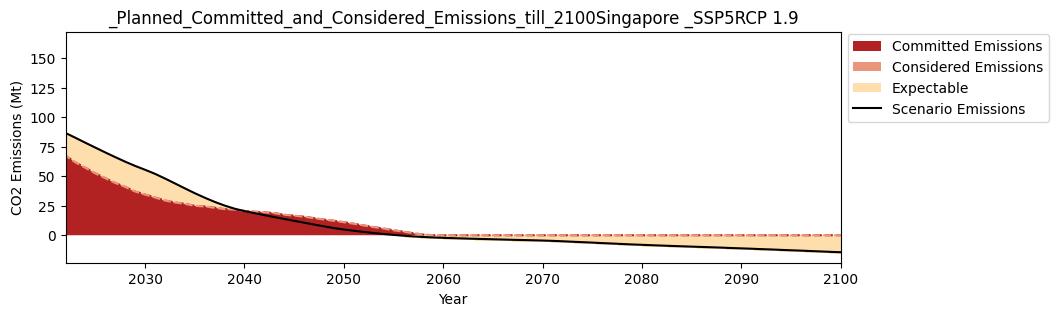 _Planned_Committed_and_Considered_Emissions_till_2100Singapore _SSP5RCP 1.9
CO2 Emissions (Mt)
150
125
100
75
50
25
0
2030 2040 2050 2060 2070 2080 2090 2100
Year
Committed Emissions
Considered Emissions
Expectable
Scenario Emissions